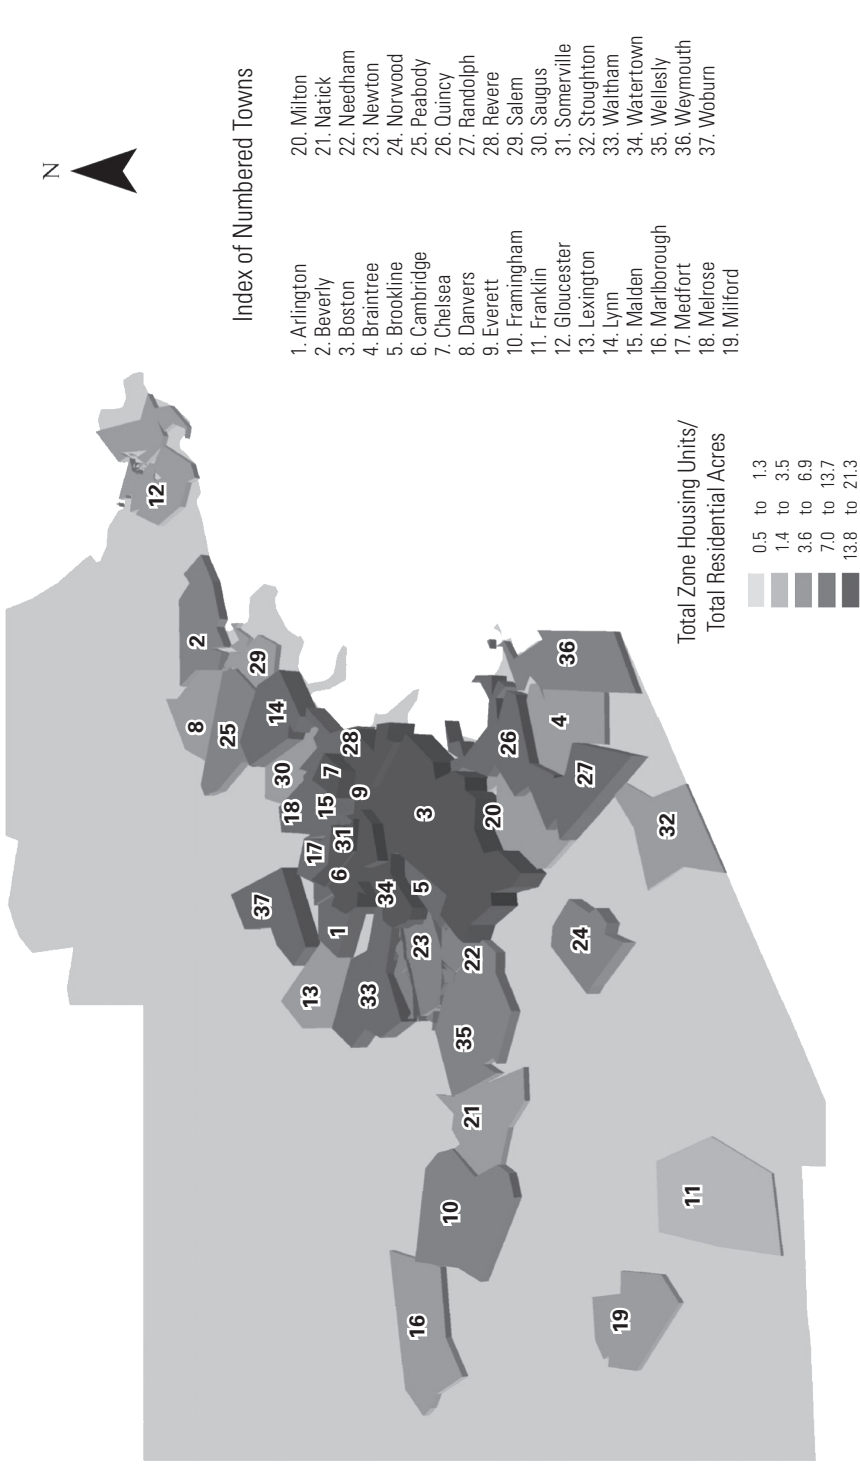 N
Index of Numbered Towns
1. Arlington
2. Beverly
3. Boston
4. Braintree
5. Brookline
6. Cambridge
7. Chelsea
8. Danvers
9. Everett
10. Framingham
11. Franklin
12. Gloucester
13. Lexington
14. Lynn
15. Malden
16. Marlborough
17. Medfort
18. Melrose
19. Milford
20. Milton
21. Natick
22. Needham
23. Newton
24. Norwood
25. Peabody
26. Quincy
27. Randolph
28. Revere
29. Salem
30. Saugus
31. Somerville
32. Stoughton
33. Waltham
34. Watertown
35. Wellesly
36. Weymouth
37. Woburn
12
2
8
29
25
14
37
30
28
18
7
15
9
17
31
13
6
1
3
34
5
33
20
26
36
4
27
23
22
35
32
24
21
10
16
11
19
Total Zone Housing Units/
Total Residential Acres
0.5 to 1.3
1.4 to 3.5
3.6 to 6.9
7.0 to 13.7
13.8 to 21.3